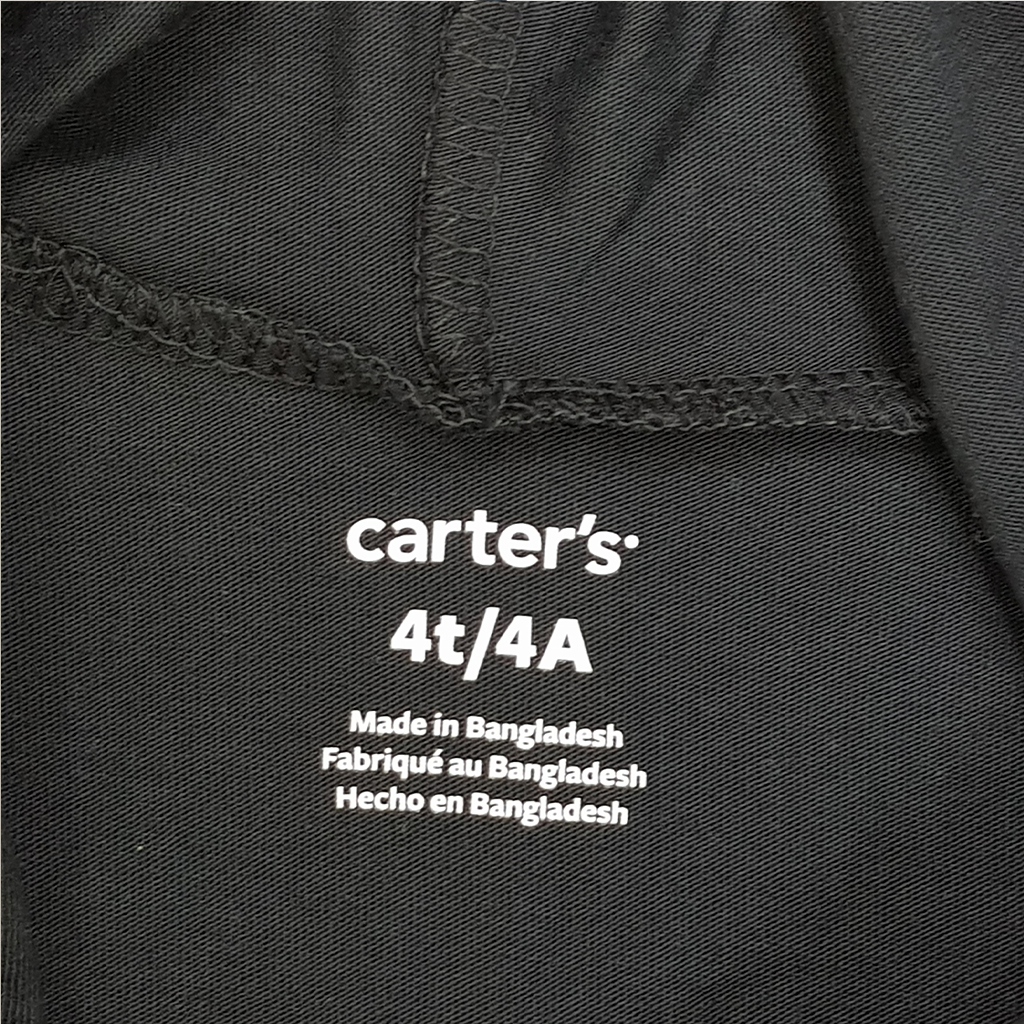 carter's
4t/4A
Made in Bangladesh
Fabriqué au Bangladesh
Hecho en Bangladesh